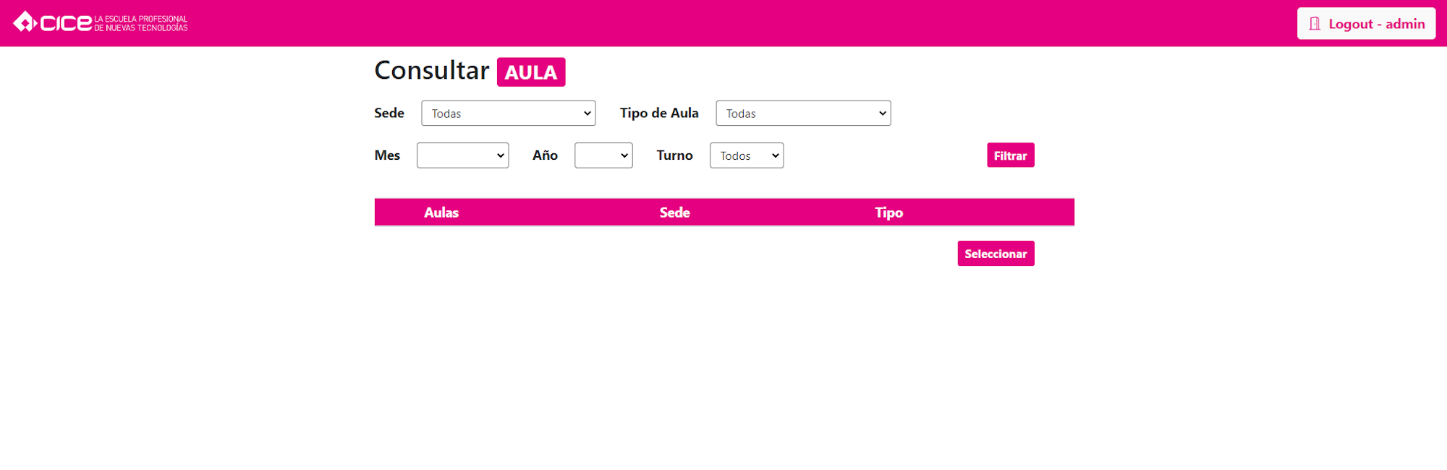 CICE LA ESCUELA PROFESIONAL
DE NUEVAS TECNOLOGÍAS
Logout - admin
Consultar AULA
Sede Todas Tipo de Aula Todas
Mes Año Turno Todos Filtrar
Aulas Sede Tipo
Seleccionar